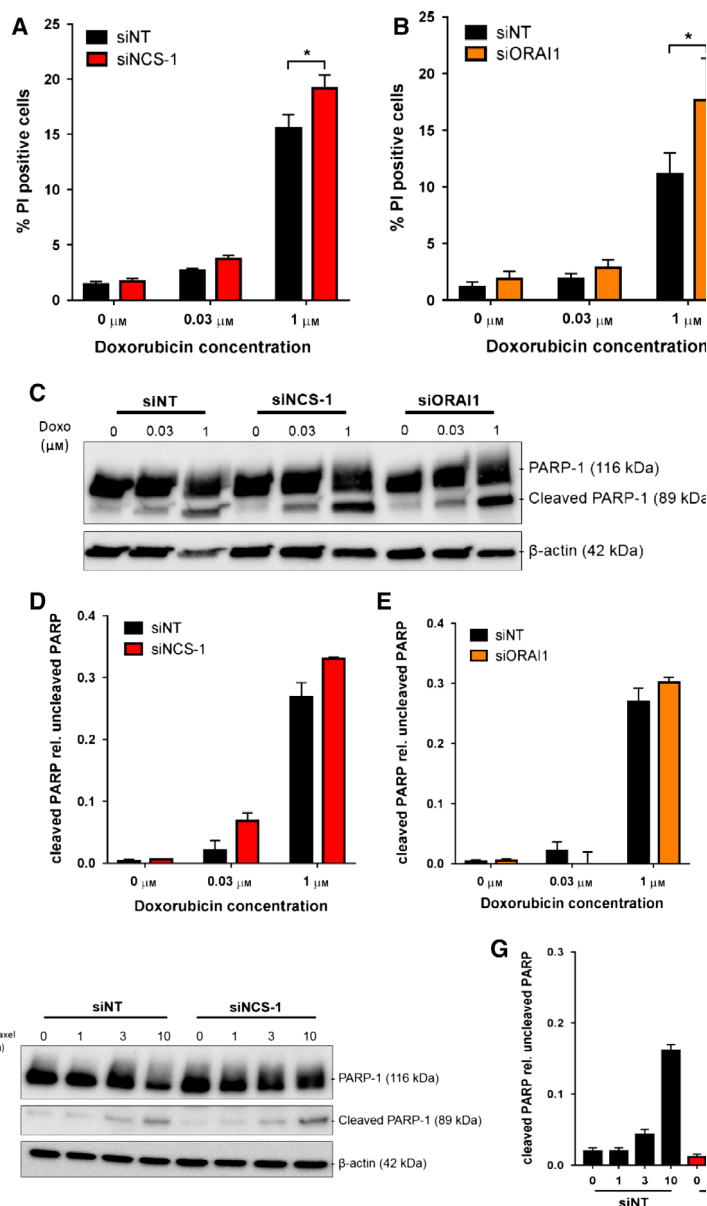 A
siNT
siNCS-1
*
25
20
15
10
5
0
% PI positive cells
0 μM
0.03 μM
1 μM
Doxorubicin concentration
B
siNT
siORAI1
*
25
20
15
10
5
0
% PI positive cells
0 μM
0.03 μM
1 μM
Doxorubicin concentration
C
siNT siNCS-1 siORAI1
Doxo (μM)
0 0.03 1 0 0.03 1 0 0.03 1
PARP-1 (116 kDa)
Cleaved PARP-1 (89 kDa
β-actin (42 kDa)
D
siNT
siNCS-1
0.4
0.3
0.2
0.1
0.0
cleaved PARP rel. uncleaved PARP
0 μM
0.03 μM
1 μM
Doxorubicin concentration
E
siNT
siORAI1
0.4
0.3
0.2
0.1
0.0
cleaved PARP rel. uncleaved PARP
0 μM
0.03 μM
1 μM
Doxorubicin concentration
siNT siNCS-1
axel
0 1 3 10 0 1 3 10
PARP-1 (116 kDa)
Cleaved PARP-1 (89 kDa)
β-actin (42 kDa)
G
0.3
0.2
0.1
0.0
cleaved PARP rel. uncleaved PARP
0 1 3 10 0
siNT